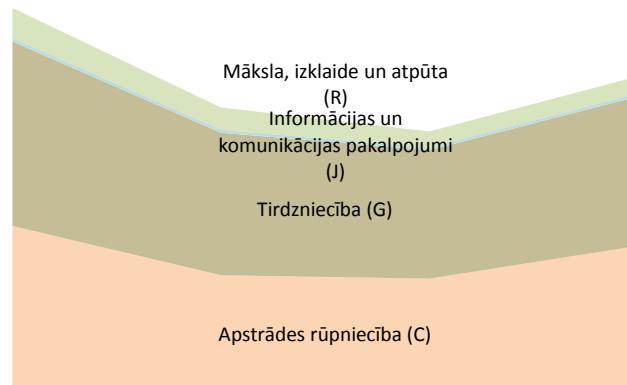 Māksla, izklaide un atpūta
(R)
Informācijas un
komunikācijas pakalpojumi
(J)
Tirdzniecība (G)
Apstrādes rūpniecība (C)